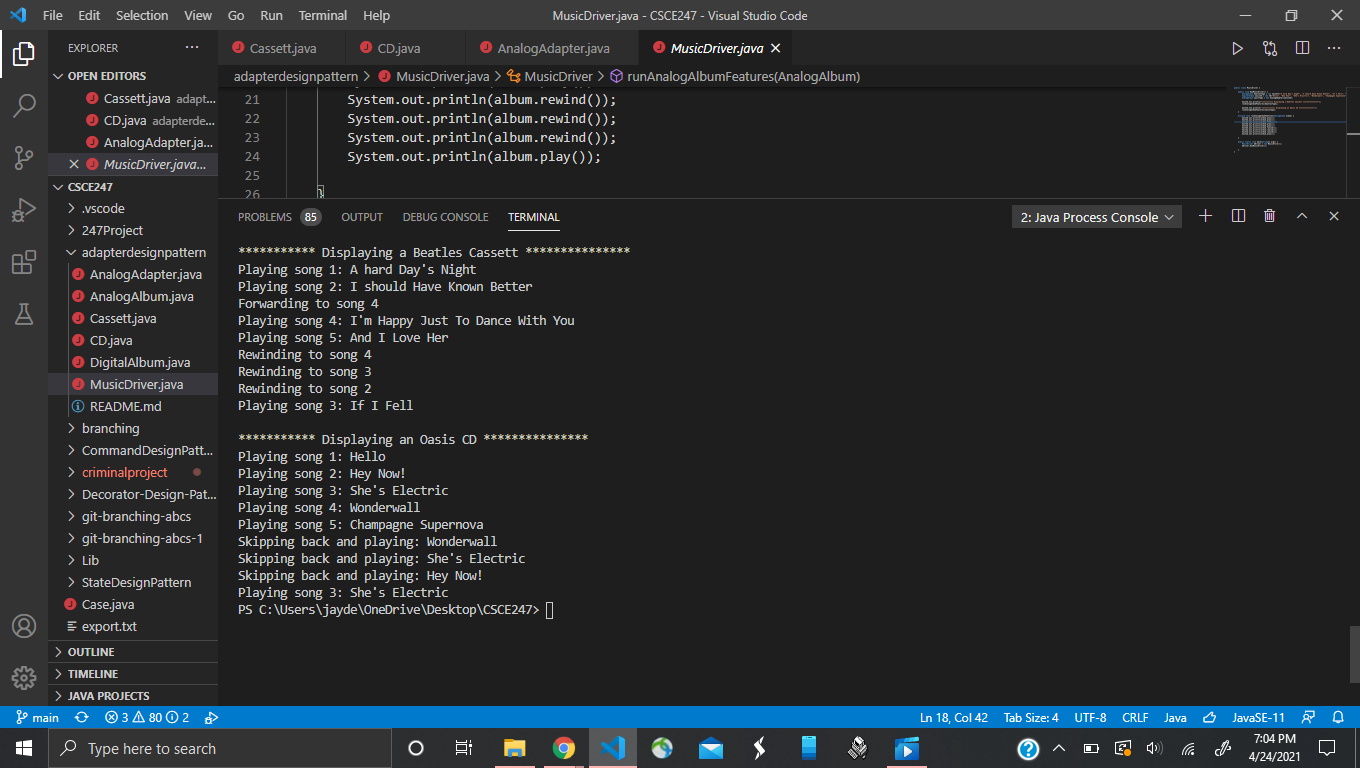 File Edit Selection View Go Run Terminal Help MusicDriver.java - CSCE247 - Visual Studio Code
EXPLORER
OPEN EDITORS
Cassett.java adapt...
CD.java adapterde...
AnalogAdapter.ja...
MusicDriver.java...
CSCE247
.vscode
247Project
adapterdesignpattern
AnalogAdapter.java
AnalogAlbum.java
Cassett.java
CD.java
DigitalAlbum.java
MusicDriver.java
README.md
branching
CommandDesignPatt...
criminalproject
Decorator-Design-Pat...
git-branching-abcs
git-branching-abcs-1
Lib
StateDesignPattern
Case.java
export.txt
OUTLINE
TIMELINE
JAVA PROJECTS
Cassett.java CD.java AnalogAdapter.java MusicDriver.java
adapterdesignpattern > MusicDriver.java > MusicDriver > runAnalogAlbumFeatures(AnalogAlbum)
21 System.out.println(album.rewind());
22 System.out.println(album.rewind());
23 System.out.println(album.rewind());
24 System.out.println(album.play());
25
26 }
PROBLEMS 85 OUTPUT DEBUG CONSOLE TERMINAL 2: Java Process Console
*********** Displaying a Beatles Cassett ***************
Playing song 1: A hard Day's Night
Playing song 2: I should Have Known Better
Forwarding to song 4
Playing song 4: I'm Happy Just To Dance With You
Playing song 5: And I Love Her
Rewinding to song 4
Rewinding to song 3
Rewinding to song 2
Playing song 3: If I Fell
*********** Displaying an Oasis CD ***************
Playing song 1: Hello
Playing song 2: Hey Now!
Playing song 3: She's Electric
Playing song 4: Wonderwall
Playing song 5: Champagne Supernova
Skipping back and playing: Wonderwall
Skipping back and playing: She's Electric
Skipping back and playing: Hey Now!
Playing song 3: She's Electric
PS C:\Users\jayde\OneDrive\Desktop\CSCE247>
main 3 80 2 Ln 18, Col 42 Tab Size: 4 UTF-8 CRLF Java JavaSE-11
Type here to search
7:04 PM
4/24/2021